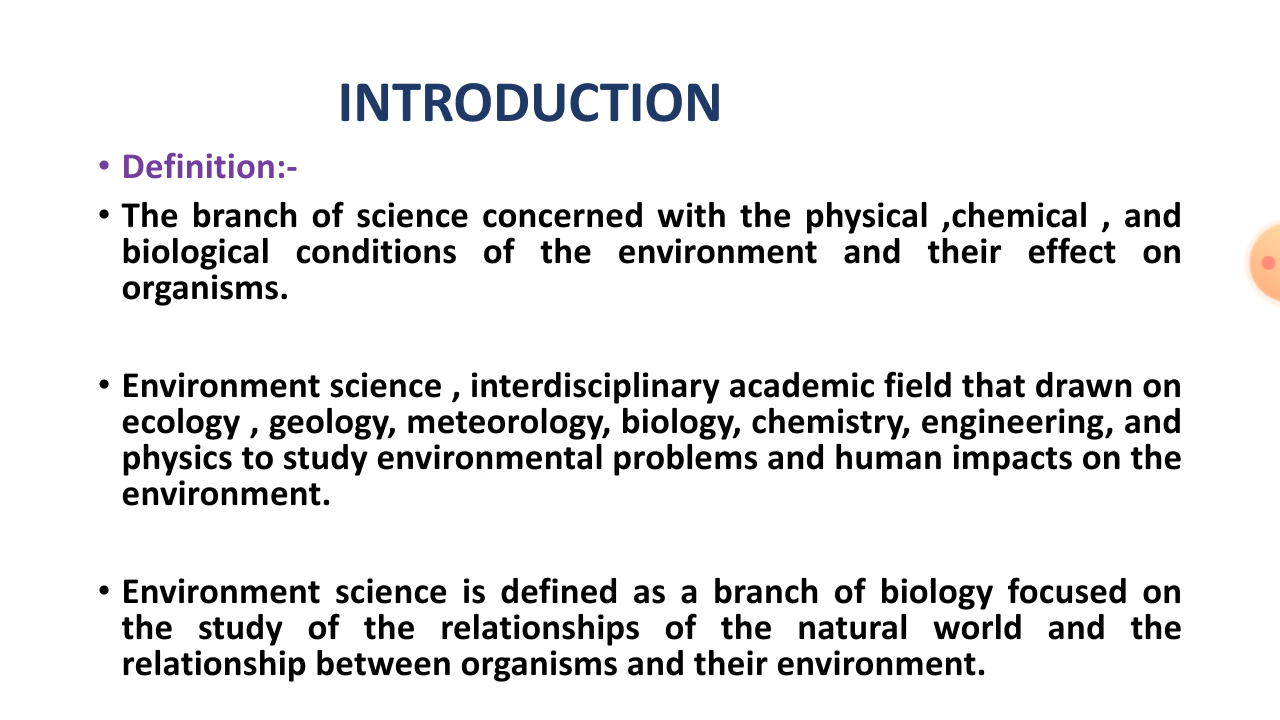 INTRODUCTION
• Definition:-
• The branch of science concerned with the physical ,chemical , and
biological conditions of the environment and their effect on
organisms.
• Environment science , interdisciplinary academic field that drawn on
ecology , geology, meteorology, biology, chemistry, engineering, and
physics to study environmental problems and human impacts on the
environment.
• Environment science is defined as a branch of biology focused on
the study of the relationships of the natural world and the
relationship between organisms and their environment.